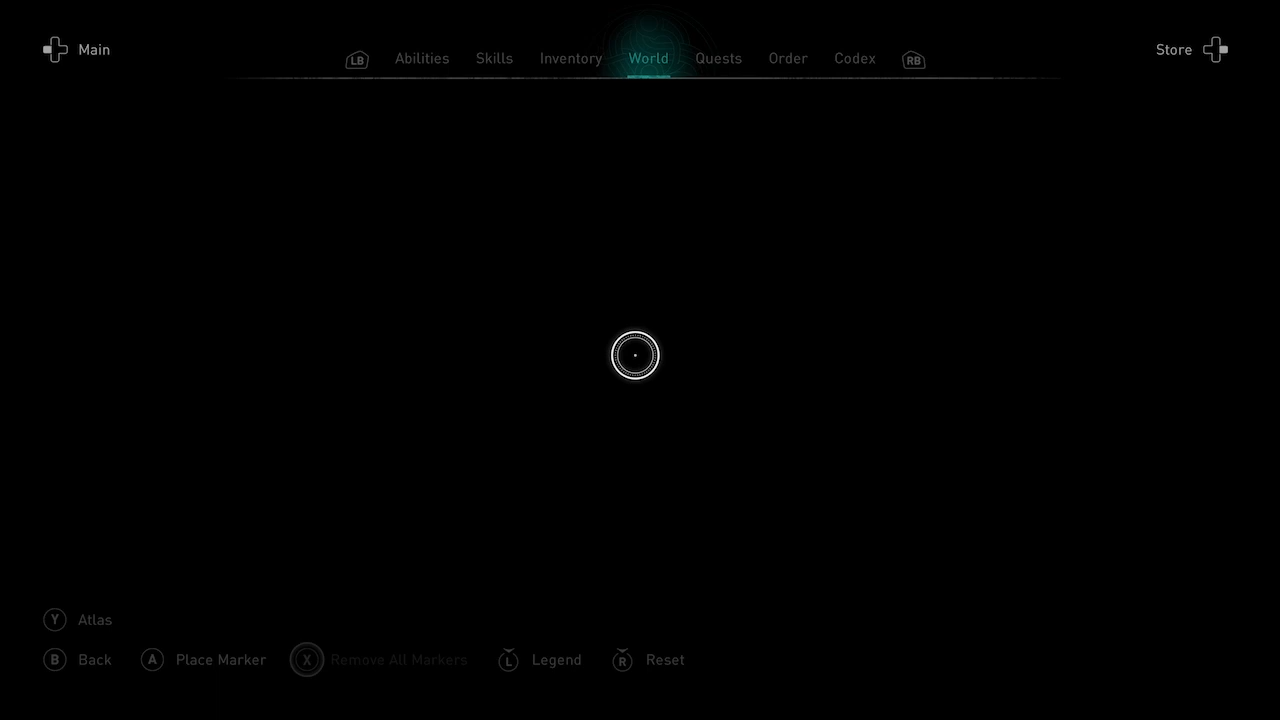 Main
LB Abilities Skills Inventory World Quests Order Codex RB
Store
Y Atlas
B Back A Place Marker X Remove All Markers L Legend R Reset